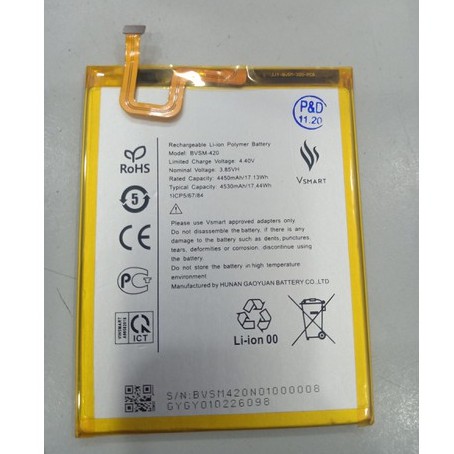 P&D
11.20
Rechargeable Li-ion Polymer Battery
Model: BVSM-420
Limited Charge Voltage: 4.40V
Nominal Voltage: 3.85VH
Rated Capacity: 4450mAh/17.13Wh
Typical Capacity: 4530mAh/17.44Wh
1ICP5/67/84
RoHS
VSMART
5
Please use Vsmart approved adapters only
Do not disassemble the battery, if there is any
damage to the battery such as dents, punctures,
tears, deformities or corrosion, discontinue using
the battery.
Do not store the battery in high temperature
environment.
Manufactured by HUNAN GAOYUAN BATTERY CO.,LTD
CE
PC
ICT
Li-ion 00
S/N:BVSM420N01000008
GYGY010226098